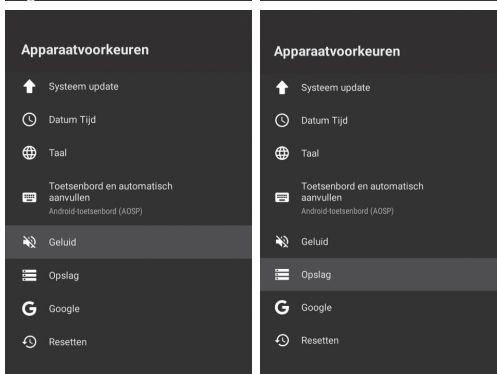 Apparaatvoorkeuren
Systeem update
Datum Tijd
Taal
Toetsenbord en automatisch
aanvullen
Android-toetsenbord (AOSP)
Geluid
Opslag
Google
Resetten
Apparaatvoorkeuren
Systeem update
Datum Tijd
Taal
Toetsenbord en automatisch
aanvullen
Android-toetsenbord (AOSP)
Geluid
Opslag
Google
Resetten